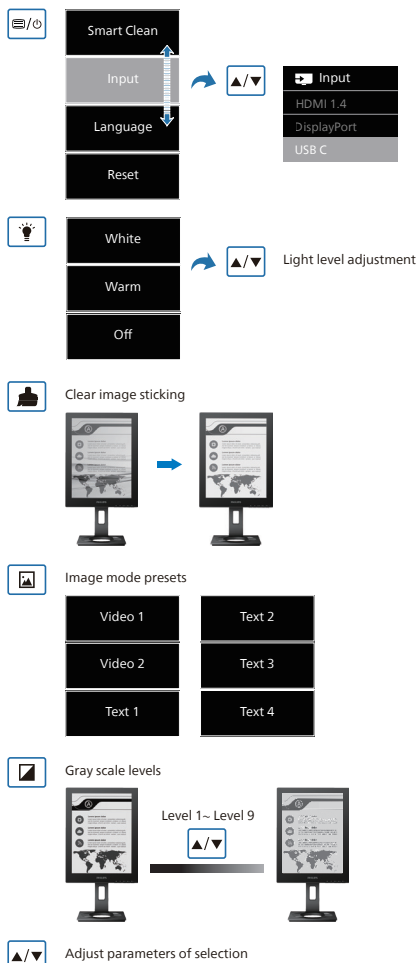 Smart Clean
Input
Language
Reset
Input
HDMI 1.4
DisplayPort
USB C
White
Warm
Off
Light level adjustment
Clear image sticking
Image mode presets
Video 1
Video 2
Text 1
Text 2
Text 3
Text 4
Gray scale levels
Level 1~ Level 9
Adjust parameters of selection